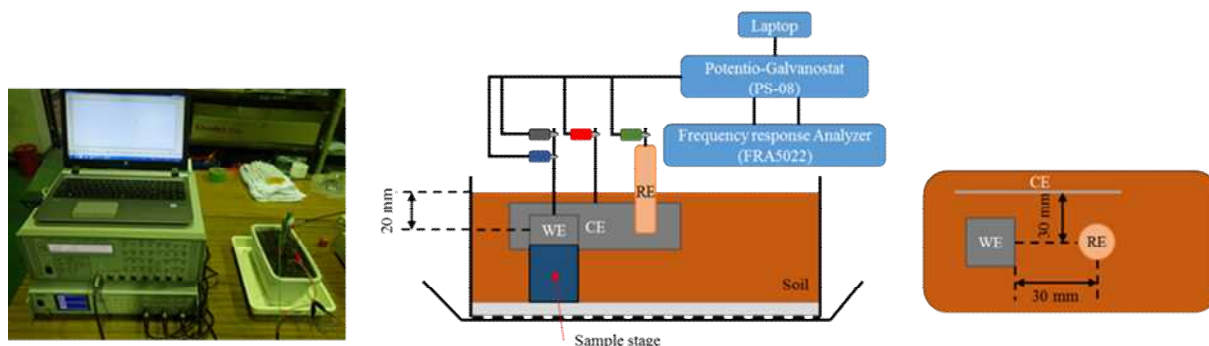 Laptop
Potentio-Galvanostat
(PS-08)
Frequency response Analyzer
(FRA5022)
20 mm
RE
WE
CE
Soil
Sample stage
CE
30 mm
WE
RE
30 mm